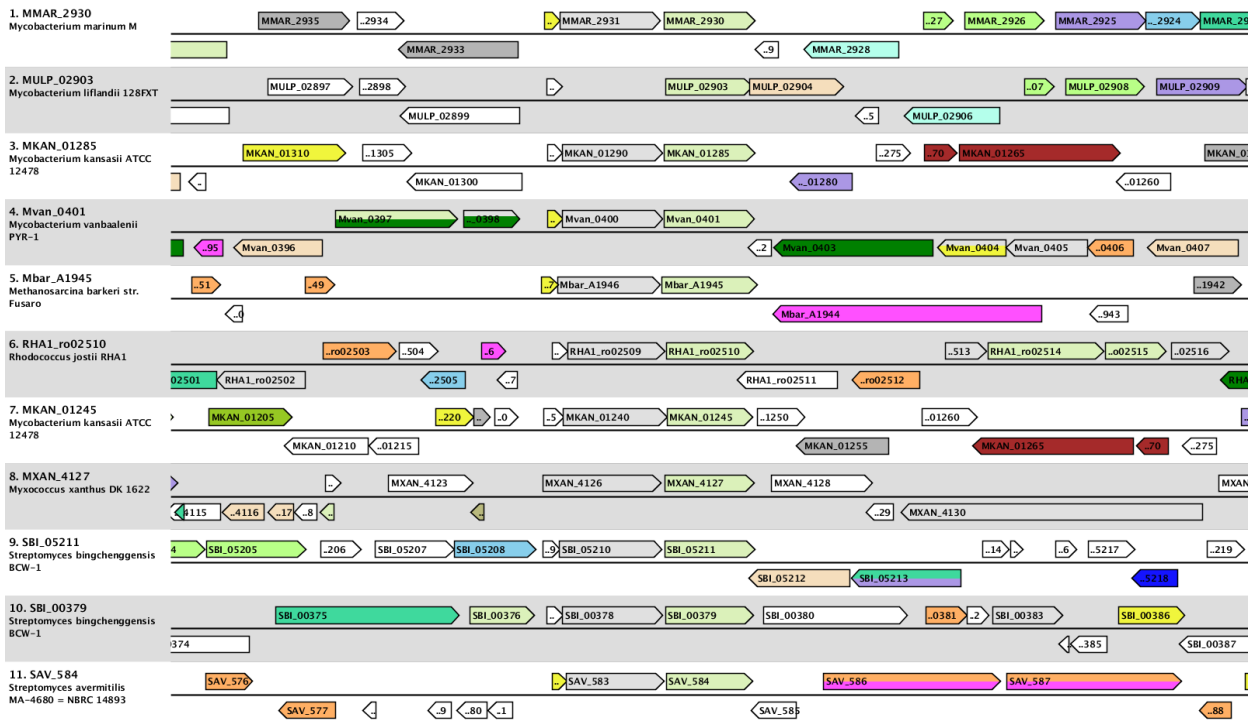 1. MMAR_2930
Mycobacterium marinum M
MMAR_2935 ..2934 .. MMAR_2931 MMAR_2930 ..27 MMAR_2926 MMAR_2925 .._2924 MMAR_29
MMAR_2933 ..9 MMAR_2928
2. MULP_02903
Mycobacterium liflandii 128FXT
MULP_02897 ..2898 .. MULP_02903 MULP_02904 ..07 MULP_02908 MULP_02909
MULP_02899 ..5 MULP_02906
3. MKAN_01285
Mycobacterium kansasii ATCC
12478
MKAN_01310 ..1305 .. MKAN_01290 MKAN_01285 ..275 ..70 MKAN_01265 MKAN_01
.. MKAN_01300 .._01280 ..01260
4. Mvan_0401
Mycobacterium vanbaalenii
PYR-1
Mvan_0397 .._0398 .. Mvan_0400 Mvan_0401
..95 Mvan_0396 ..2 Mvan_0403 Mvan_0404 Mvan_0405 ..0406 Mvan_0407
5. Mbar_A1945
Methanosarcina barkeri str.
Fusaro
..51 ..49 ..7 Mbar_A1946 Mbar_A1945 ..1942
..0 Mbar_A1944 ..943
6. RHA1_ro02510
Rhodococcus jostii RHA1
..ro02503 ..504 ..6 .. RHA1_ro02509 RHA1_ro02510 ..513 RHA1_ro02514 ..o02515 ..02516
02501 RHA1_ro02502 ..2505 ..7 RHA1_ro02511 ..ro02512 RHA
7. MKAN_01245
Mycobacterium kansasii ATCC
12478
MKAN_01205 ..220 .. ..0 ..5 MKAN_01240 MKAN_01245 ..1250 ..01260
MKAN_01210 ..01215 MKAN_01255 MKAN_01265 ..70 ..275
8. MXAN_4127
Myxococcus xanthus DK 1622
.. MXAN_4123 MXAN_4126 MXAN_4127 MXAN_4128 MXAN
4115 ..4116 ..17 ..8 .. .. ..29 MXAN_4130
9. SBI_05211
Streptomyces bingchenggensis
BCW-1
4 SBI_05205 ..206 SBI_05207 SBI_05208 ..9 SBI_05210 SBI_05211 ..14 .. ..6 ..5217 ..219
SBI_05212 SBI_05213 ..5218
10. SBI_00379
Streptomyces bingchenggensis
BCW-1
SBI_00375 SBI_00376 .. SBI_00378 SBI_00379 SBI_00380 ..0381 ..2 SBI_00383 SBI_00386
0374 ..385 SBI_00387
11. SAV_584
Streptomyces avermitilis
MA-4680 = NBRC 14893
SAV_576 .. SAV_583 SAV_584 SAV_586 SAV_587
SAV_577 .. ..9 ..80 ..1 SAV_585 ..88